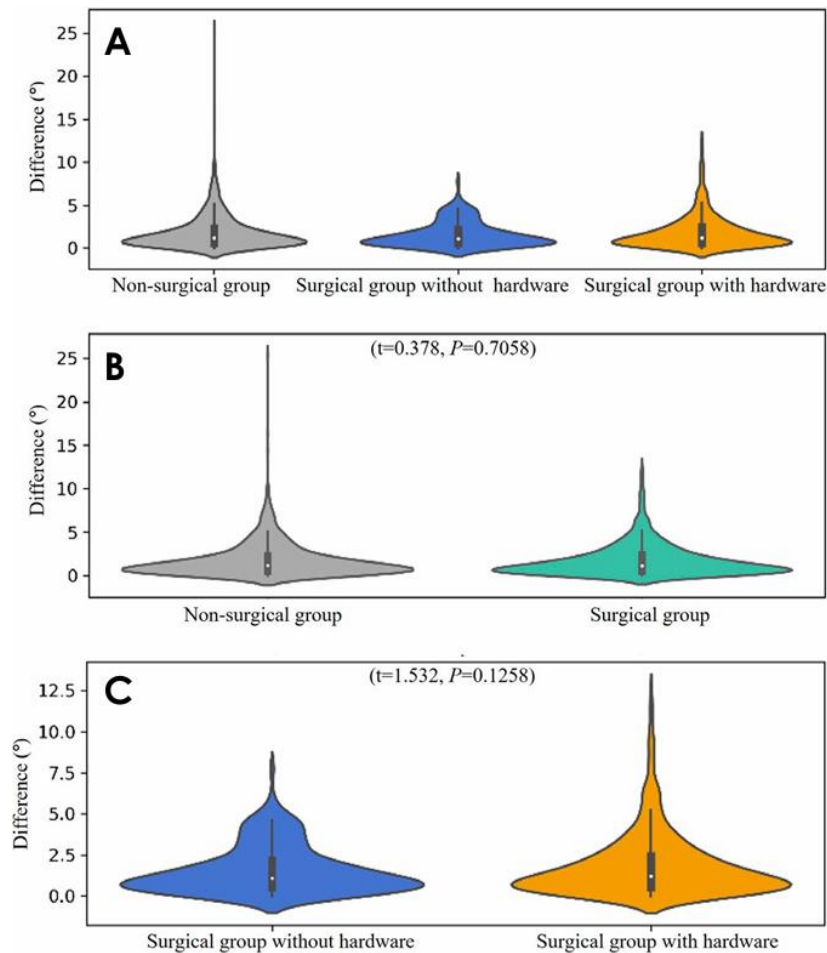 A
25
20
15
10
5
0
Difference (°)
Non-surgical group Surgical group without hardware Surgical group with hardware
B
(t=0.378, P=0.7058)
25
20
15
10
5
0
Difference (°)
Non-surgical group Surgical group
C
(t=1.532, P=0.1258)
12.5
10.0
7.5
5.0
2.5
0.0
Difference (°)
Surgical group without hardware Surgical group with hardware